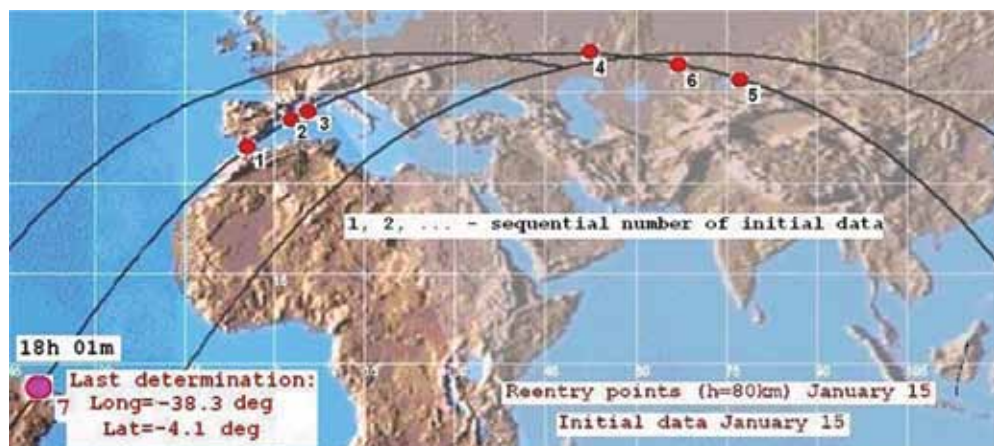 4
6
5
2
3
1
1, 2, ... - sequential number of initial data
18h 01m
Last determination:
7
Long=-38.3 deg
Lat=-4.1 deg
Reentry points (h=80km) January 15
Initial data January 15